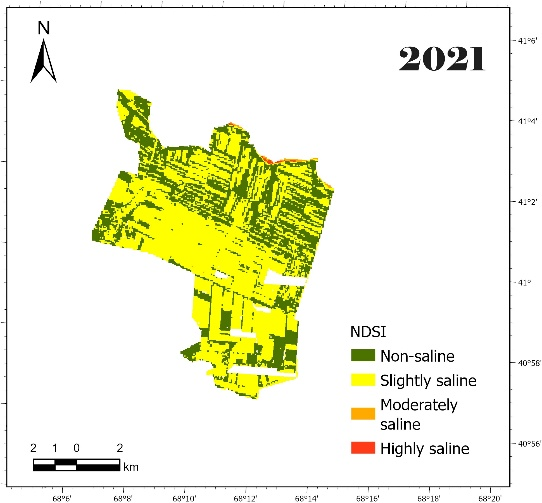 N
2021
41°6'
41°4'
41°2'
41°
40°58'
40°56'
NDSI
Non-saline
Slightly saline
Moderately
saline
Highly saline
2 1 0 2
km
68°6' 68°8' 68°10' 68°12' 68°14' 68°16' 68°18' 68°20'